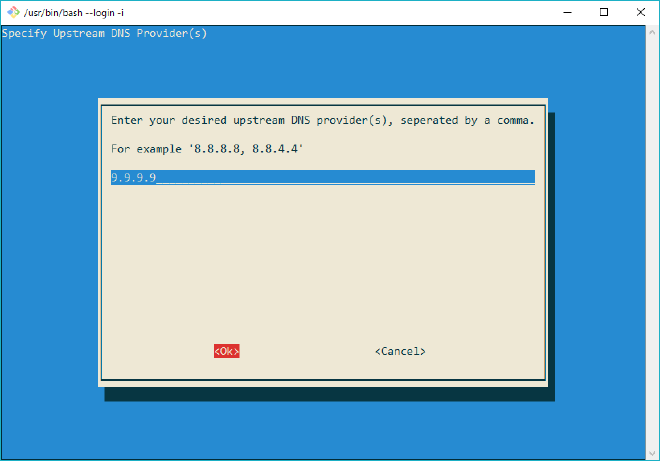 /usr/bin/bash --login -i
Specify Upstream DNS Provider(s)
Enter your desired upstream DNS provider(s), seperated by a comma.
For example '8.8.8.8, 8.8.4.4'
9.9.9.9
<Ok> <Cancel>